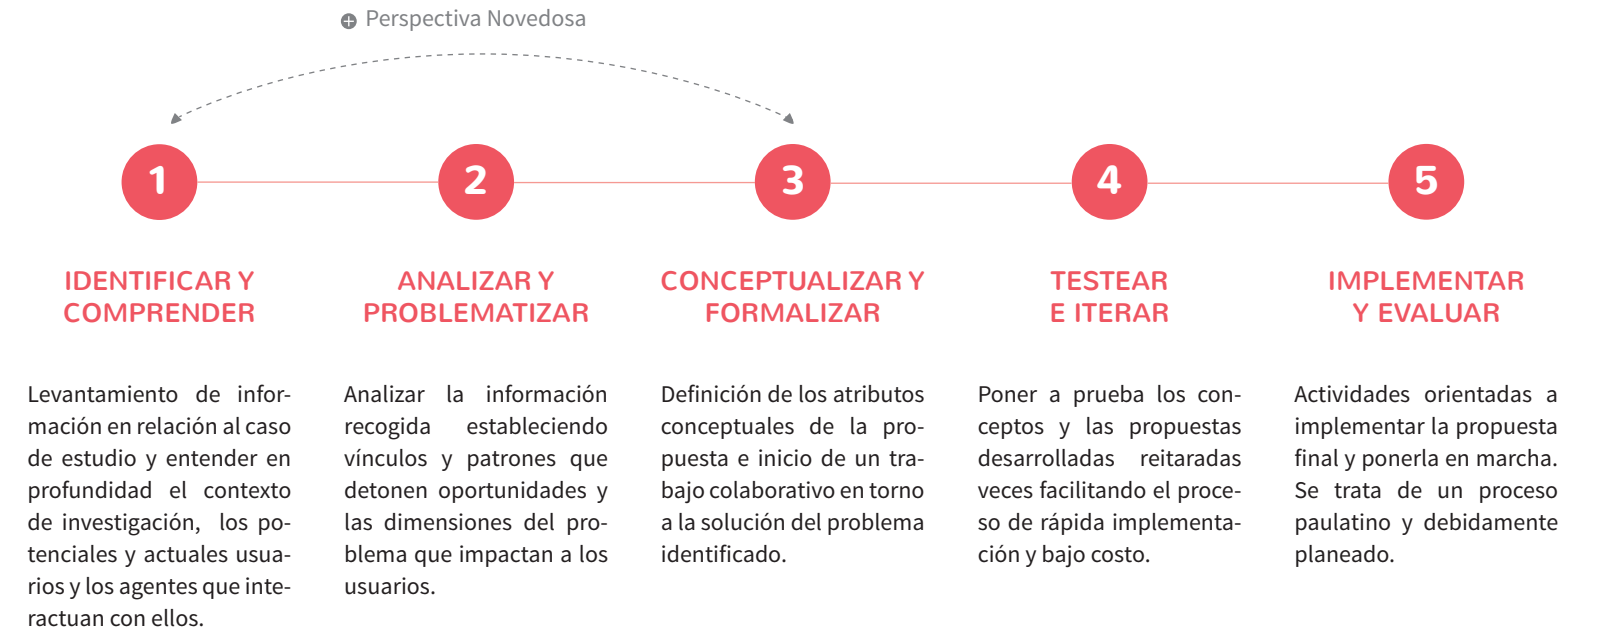 Perspectiva Novedosa
1
IDENTIFICAR Y
COMPRENDER
Levantamiento de infor-
mación en relación al caso
de estudio y entender en
profundidad el contexto
de investigación, los po-
tenciales y actuales usua-
rios y los agentes que inte-
ractuan con ellos.
2
ANALIZAR Y
PROBLEMATIZAR
Analizar la información
recogida estableciendo
vínculos y patrones que
detonen oportunidades y
las dimensiones del pro-
blema que impactan a los
usuarios.
3
CONCEPTUALIZAR Y
FORMALIZAR
Definición de los atributos
conceptuales de la pro-
puesta e inicio de un tra-
bajo colaborativo en torno
a la solución del problema
identificado.
4
TESTEAR
E ITERAR
Poner a prueba los con-
ceptos y las propuestas
desarrolladas reitaradas
veces facilitando el proce-
so de rápida implementa-
ción y bajo costo.
5
IMPLEMENTAR
Y EVALUAR
Actividades orientadas a
implementar la propuesta
final y ponerla en marcha.
Se trata de un proceso
paulatino y debidamente
planeado.